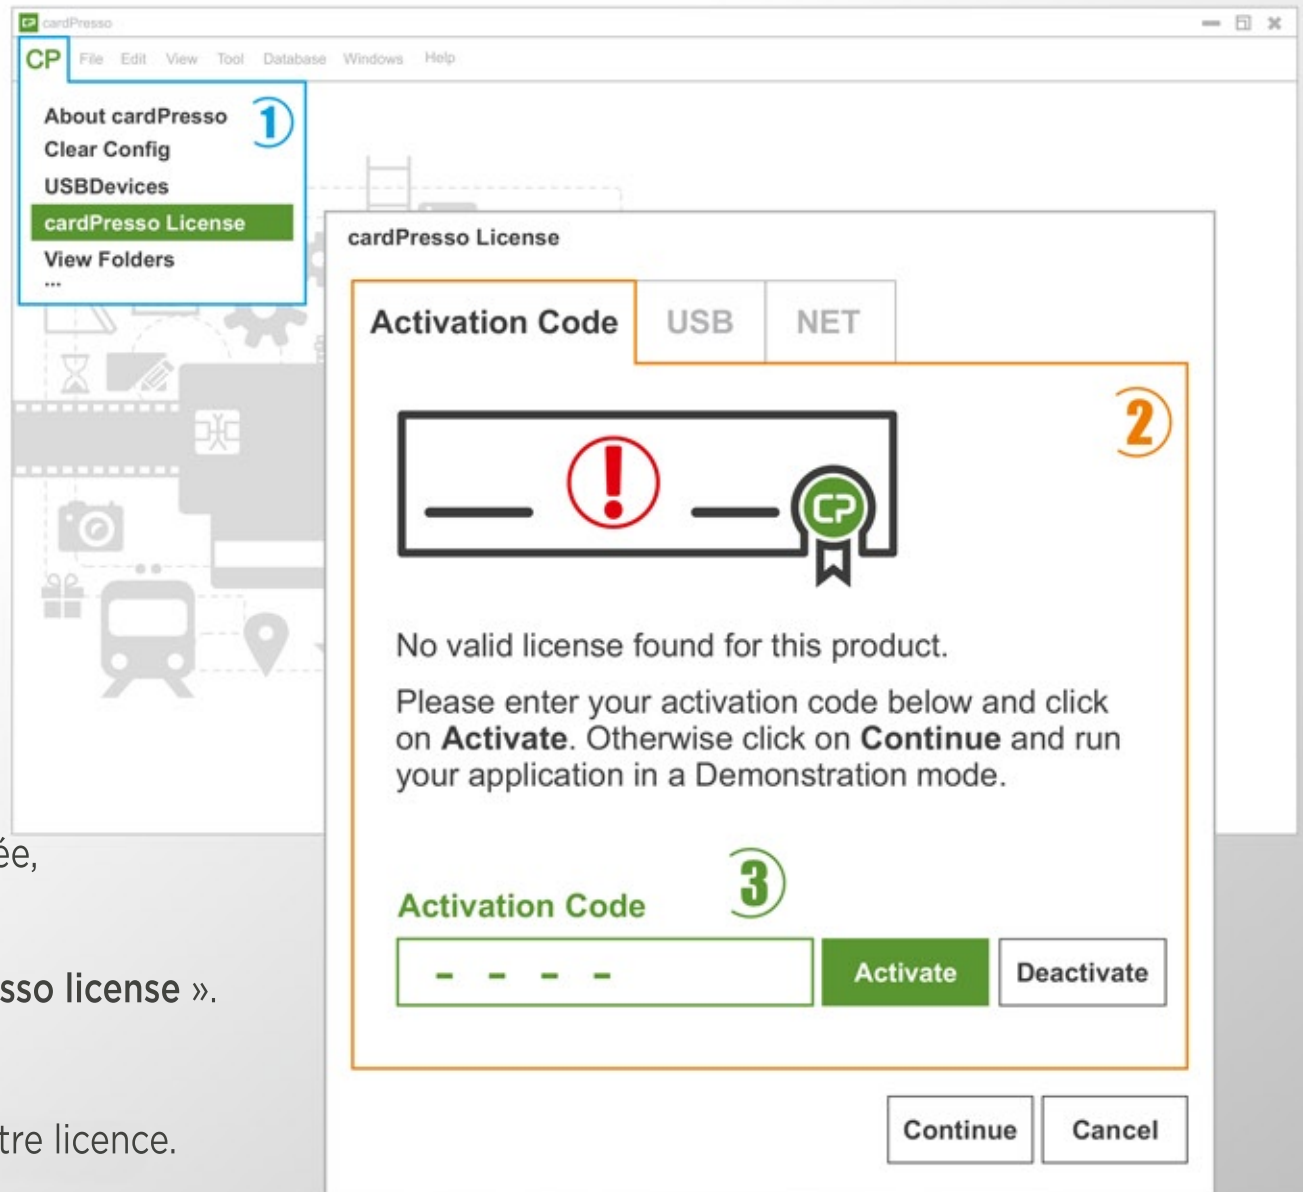 cardPresso
CP File Edit View Tool Database Windows Help
About cardPresso
Clear Config
USBDevices
cardPresso License
View Folders
...
1
cardPresso License
Activation Code USB NET
2
CP
No valid license found for this product.
Please enter your activation code below and click
on Activate. Otherwise click on Continue and run
your application in a Demonstration mode.
Activation Code
3
- - - -
Activate Deactivate
Continue Cancel
ée,
sso license ».
tre licence.